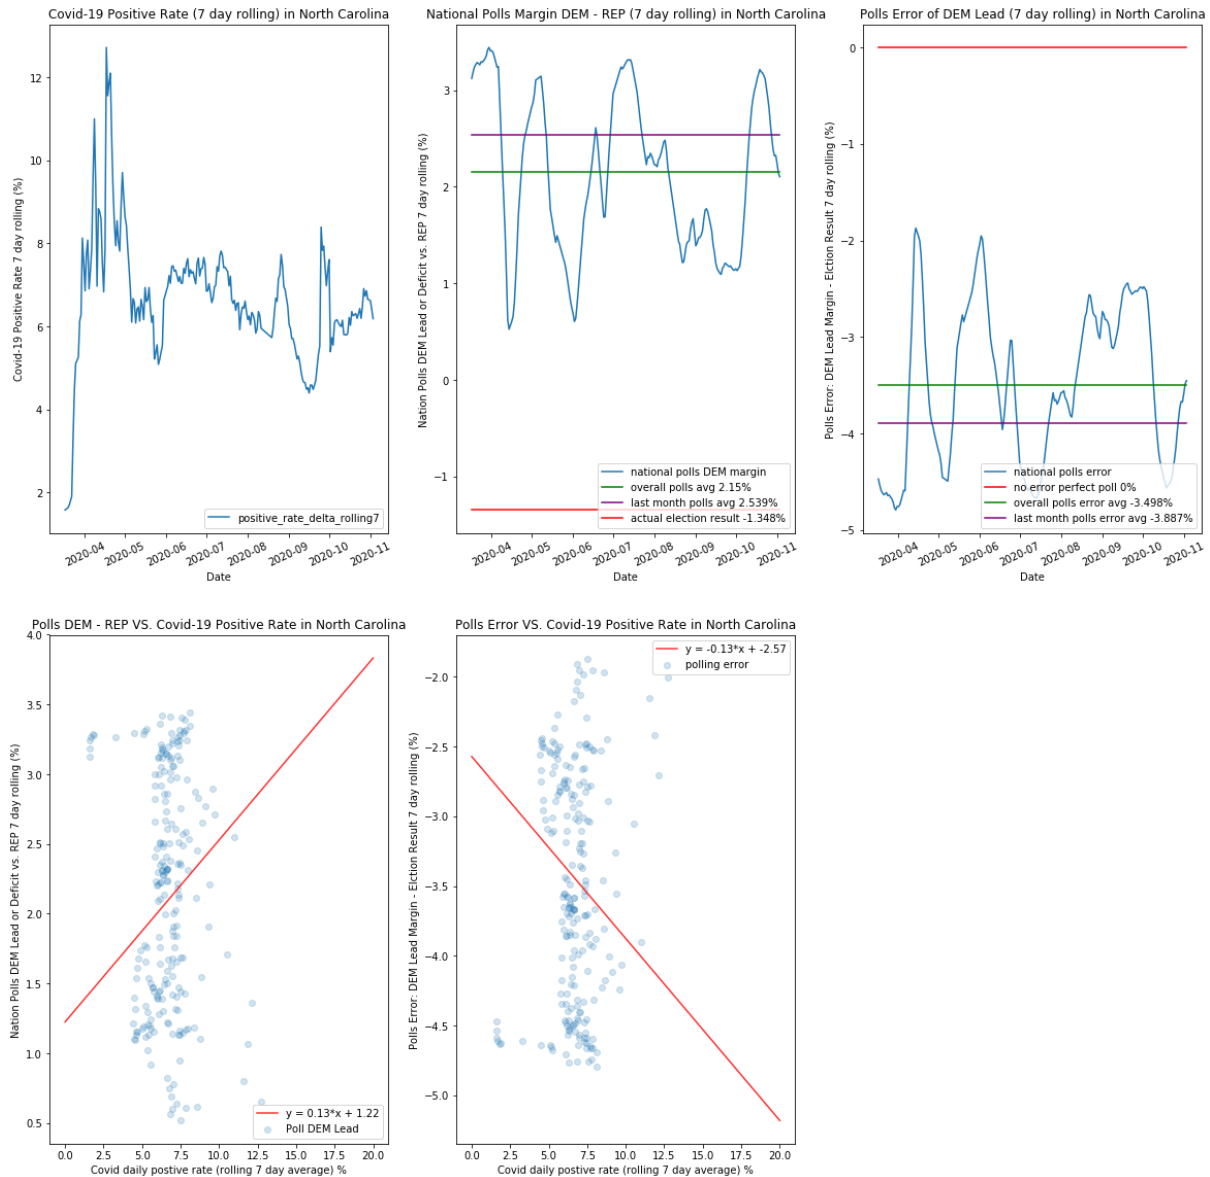 Covid-19 Positive Rate (7 day rolling) in North Carolina
Covid-19 Positive Rate 7 day rolling (%)
12
10
8
6
4
2
positive_rate_delta_rolling7
2020-04
2020-05
2020-06
2020-07
2020-08
2020-09
2020-10
2020-11
Date
National Polls Margin DEM - REP (7 day rolling) in North Carolina
Nation Polls DEM Lead or Deficit vs. REP 7 day rolling (%)
3
2
1
0
−1
national polls DEM margin
overall polls avg 2.15%
last month polls avg 2.539%
actual election result -1.348%
2020-04
2020-05
2020-06
2020-07
2020-08
2020-09
2020-10
2020-11
Date
Polls Error of DEM Lead (7 day rolling) in North Carolina
Polls Error: DEM Lead Margin - Elction Result 7 day rolling (%)
0
−1
−2
−3
−4
−5
national polls error
no error perfect poll 0%
overall polls error avg -3.498%
last month polls error avg -3.887%
2020-04
2020-05
2020-06
2020-07
2020-08
2020-09
2020-10
2020-11
Date
Polls DEM - REP VS. Covid-19 Positive Rate in North Carolina
Nation Polls DEM Lead or Deficit vs. REP 7 day rolling (%)
4.0
3.5
3.0
2.5
2.0
1.5
1.0
0.5
y = 0.13*x + 1.22
Poll DEM Lead
0.0
2.5
5.0
7.5
10.0
12.5
15.0
17.5
20.0
Covid daily postive rate (rolling 7 day average) %
Polls Error VS. Covid-19 Positive Rate in North Carolina
Polls Error: DEM Lead Margin - Elction Result 7 day rolling (%)
y = -0.13*x + -2.57
polling error
−2.0
−2.5
−3.0
−3.5
−4.0
−4.5
−5.0
0.0
2.5
5.0
7.5
10.0
12.5
15.0
17.5
20.0
Covid daily postive rate (rolling 7 day average) %